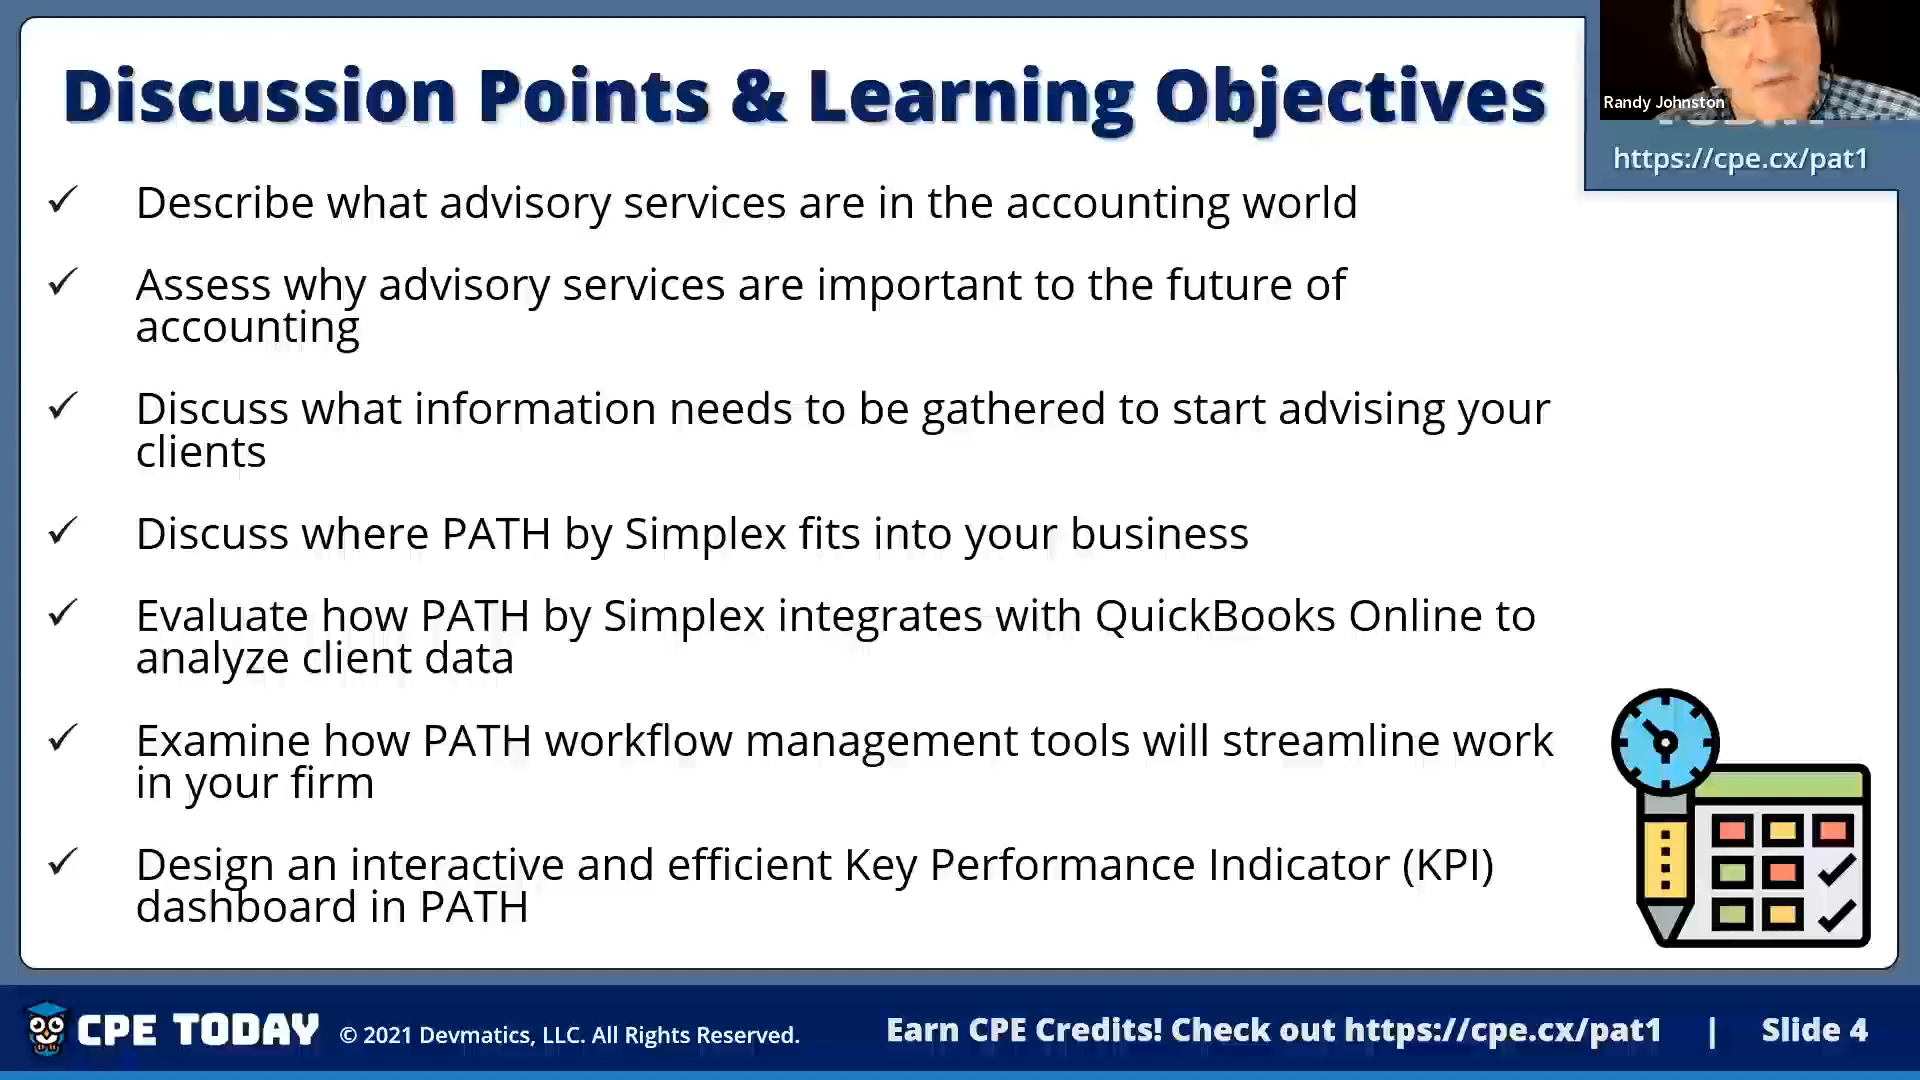 Discussion Points & Learning Objectives
Randy Johnston
https://cpe.cx/pat1
✓ Describe what advisory services are in the accounting world
✓ Assess why advisory services are important to the future of
accounting
✓ Discuss what information needs to be gathered to start advising your
clients
✓ Discuss where PATH by Simplex fits into your business
✓ Evaluate how PATH by Simplex integrates with QuickBooks Online to
analyze client data
✓ Examine how PATH workflow management tools will streamline work
in your firm
✓ Design an interactive and efficient Key Performance Indicator (KPI)
dashboard in PATH
CPE TODAY © 2021 Devmatics, LLC. All Rights Reserved. Earn CPE Credits! Check out https://cpe.cx/pat1 | Slide 4